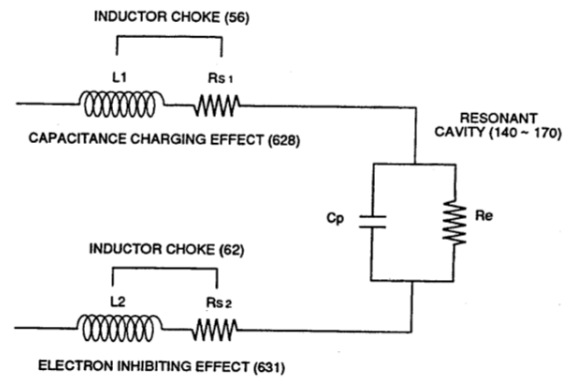 INDUCTOR CHOKE (56)
L1
Rs1
CAPACITANCE CHARGING EFFECT (628)
RESONANT
CAVITY (140 ~ 170)
Cp
Re
INDUCTOR CHOKE (62)
L2
Rs2
ELECTRON INHIBITING EFFECT (631)